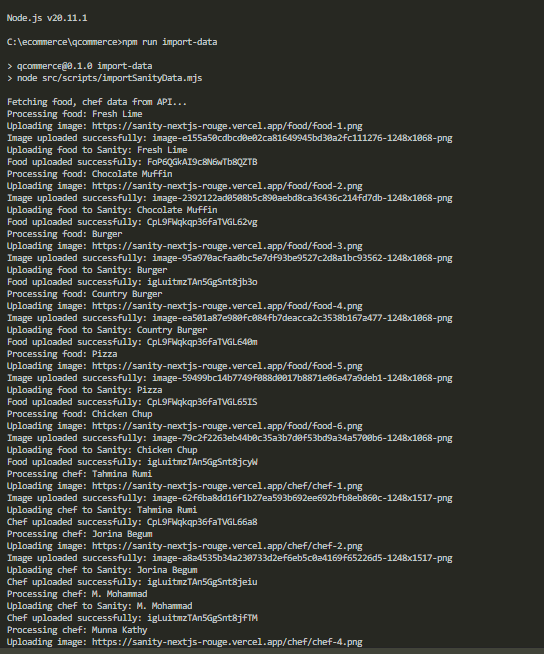 Node.js v20.11.1
C:\ecommerce\qcommerce>npm run import-data
> qcommerce@0.1.0 import-data
> node src/scripts/importSanityData.mjs
Fetching food, chef data from API...
Processing food: Fresh Lime
Uploading image: https://sanity-nextjs-rouge.vercel.app/food/food-1.png
Image uploaded successfully: image-e155a50cdbcd0e02ca81649945bd30a2fc111276-1248x1068-png
Uploading food to Sanity: Fresh Lime
Food uploaded successfully: FoP6QGkAI9c8N6wTb8QZTB
Processing food: Chocolate Muffin
Uploading image: https://sanity-nextjs-rouge.vercel.app/food/food-2.png
Image uploaded successfully: image-2392122ad0508b5c890aebd8ca36436c214fd7db-1248x1068-png
Uploading food to Sanity: Chocolate Muffin
Food uploaded successfully: CpL9FWqkqp36faTVGL62vg
Processing food: Burger
Uploading image: https://sanity-nextjs-rouge.vercel.app/food/food-3.png
Image uploaded successfully: image-95a970acfaa0bc5e7df93be9527c2d8a1bc93562-1248x1068-png
Uploading food to Sanity: Burger
Food uploaded successfully: igLuitmzTAn5GgSnt8jb3o
Processing food: Country Burger
Uploading image: https://sanity-nextjs-rouge.vercel.app/food/food-4.png
Image uploaded successfully: image-ea501a87e980fc084fb7deacca2c3538b167a477-1248x1068-png
Uploading food to Sanity: Country Burger
Food uploaded successfully: CpL9FWqkqp36faTVGL640m
Processing food: Pizza
Uploading image: https://sanity-nextjs-rouge.vercel.app/food/food-5.png
Image uploaded successfully: image-59499bc14b7749f088d0017b8871e06a47a9deb1-1248x1068-png
Uploading food to Sanity: Pizza
Food uploaded successfully: CpL9FWqkqp36faTVGL65IS
Processing food: Chicken Chup
Uploading image: https://sanity-nextjs-rouge.vercel.app/food/food-6.png
Image uploaded successfully: image-79c2f2263eb44b0c35a3b7d0f53bd9a34a5700b6-1248x1068-png
Uploading food to Sanity: Chicken Chup
Food uploaded successfully: igLuitmzTAn5GgSnt8jcyW
Processing chef: Tahmina Rumi
Uploading image: https://sanity-nextjs-rouge.vercel.app/chef/chef-1.png
Image uploaded successfully: image-62f6ba8dd16f1b27ea593b692ee692bfb8eb860c-1248x1517-png
Uploading chef to Sanity: Tahmina Rumi
Chef uploaded successfully: CpL9FWqkqp36faTVGL66a8
Processing chef: Jorina Begum
Uploading image: https://sanity-nextjs-rouge.vercel.app/chef/chef-2.png
Image uploaded successfully: image-a8a4535b34a230733d2ef6eb5c0a4169f65226d5-1248x1517-png
Uploading chef to Sanity: Jorina Begum
Chef uploaded successfully: igLuitmzTAn5GgSnt8jeiu
Processing chef: M. Mohammad
Uploading chef to Sanity: M. Mohammad
Chef uploaded successfully: igLuitmzTAn5GgSnt8jfTM
Processing chef: Munna Kathy
Uploading image: https://sanity-nextjs-rouge.vercel.app/chef/chef-4.png